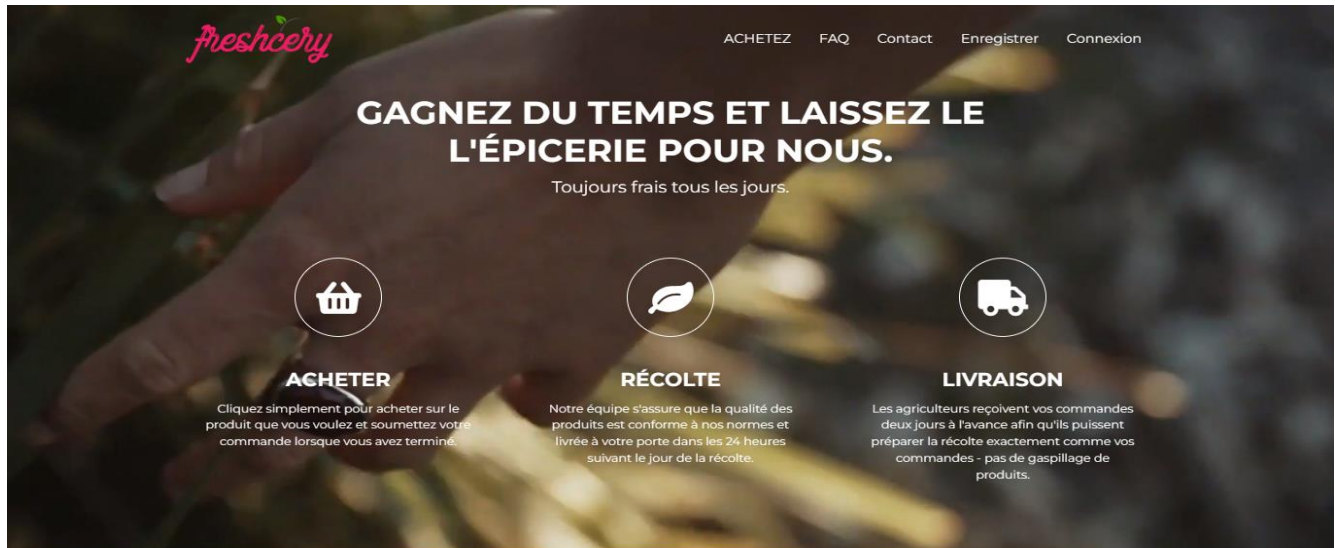 freshcery
ACHETEZ FAQ Contact Enregistrer Connexion
GAGNEZ DU TEMPS ET LAISSEZ LE
L'ÉPICERIE POUR NOUS.
Toujours frais tous les jours.
ACHETER
Cliquez simplement pour acheter sur le
produit que vous voulez et soumettez votre
commande lorsque vous avez terminé.
RÉCOLTE
Notre équipe s'assure que la qualité des
produits est conforme à nos normes et
livrée à votre porte dans les 24 heures
suivant le jour de la récolte.
LIVRAISON
Les agriculteurs reçoivent vos commandes
deux jours à l'avance afin qu'ils puissent
préparer la récolte exactement comme vos
commandes - pas de gaspillage de
produits.